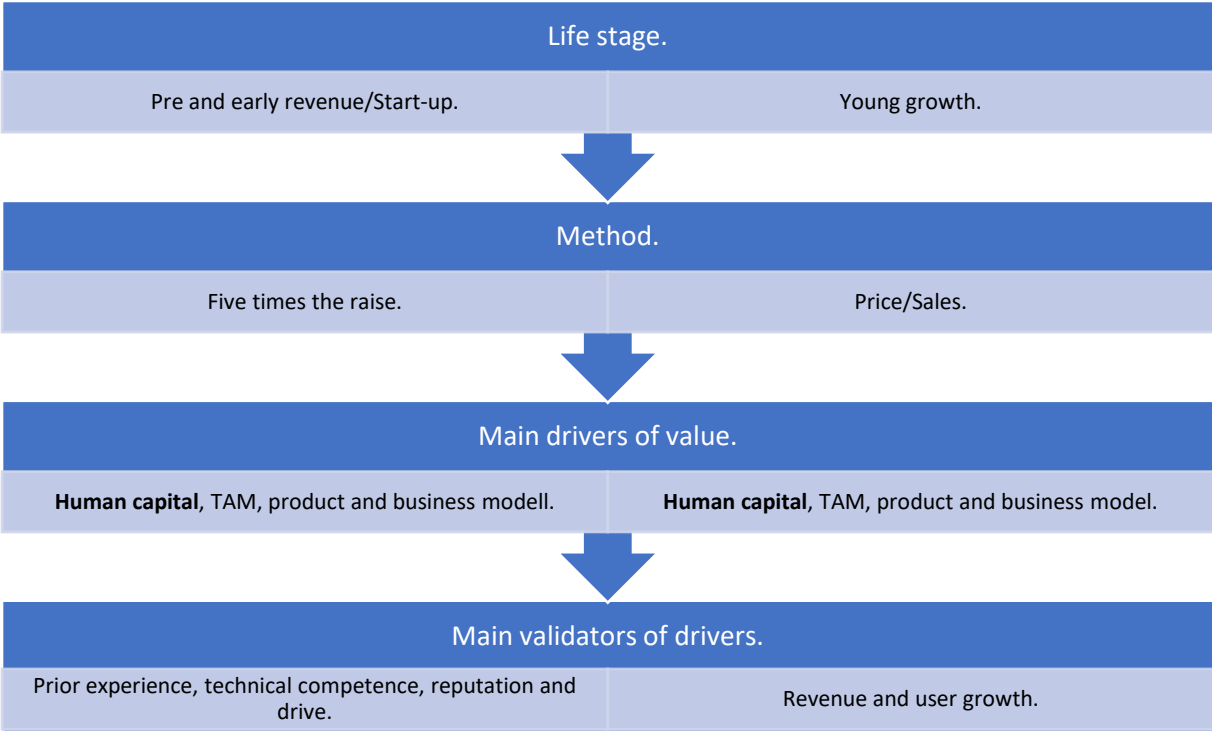 Life stage.
Pre and early revenue/Start-up.
Young growth.
Method.
Five times the raise.
Price/Sales.
Main drivers of value.
Human capital, TAM, product and business modell.
Human capital, TAM, product and business model.
Main validators of drivers.
Prior experience, technical competence, reputation and
drive.
Revenue and user growth.